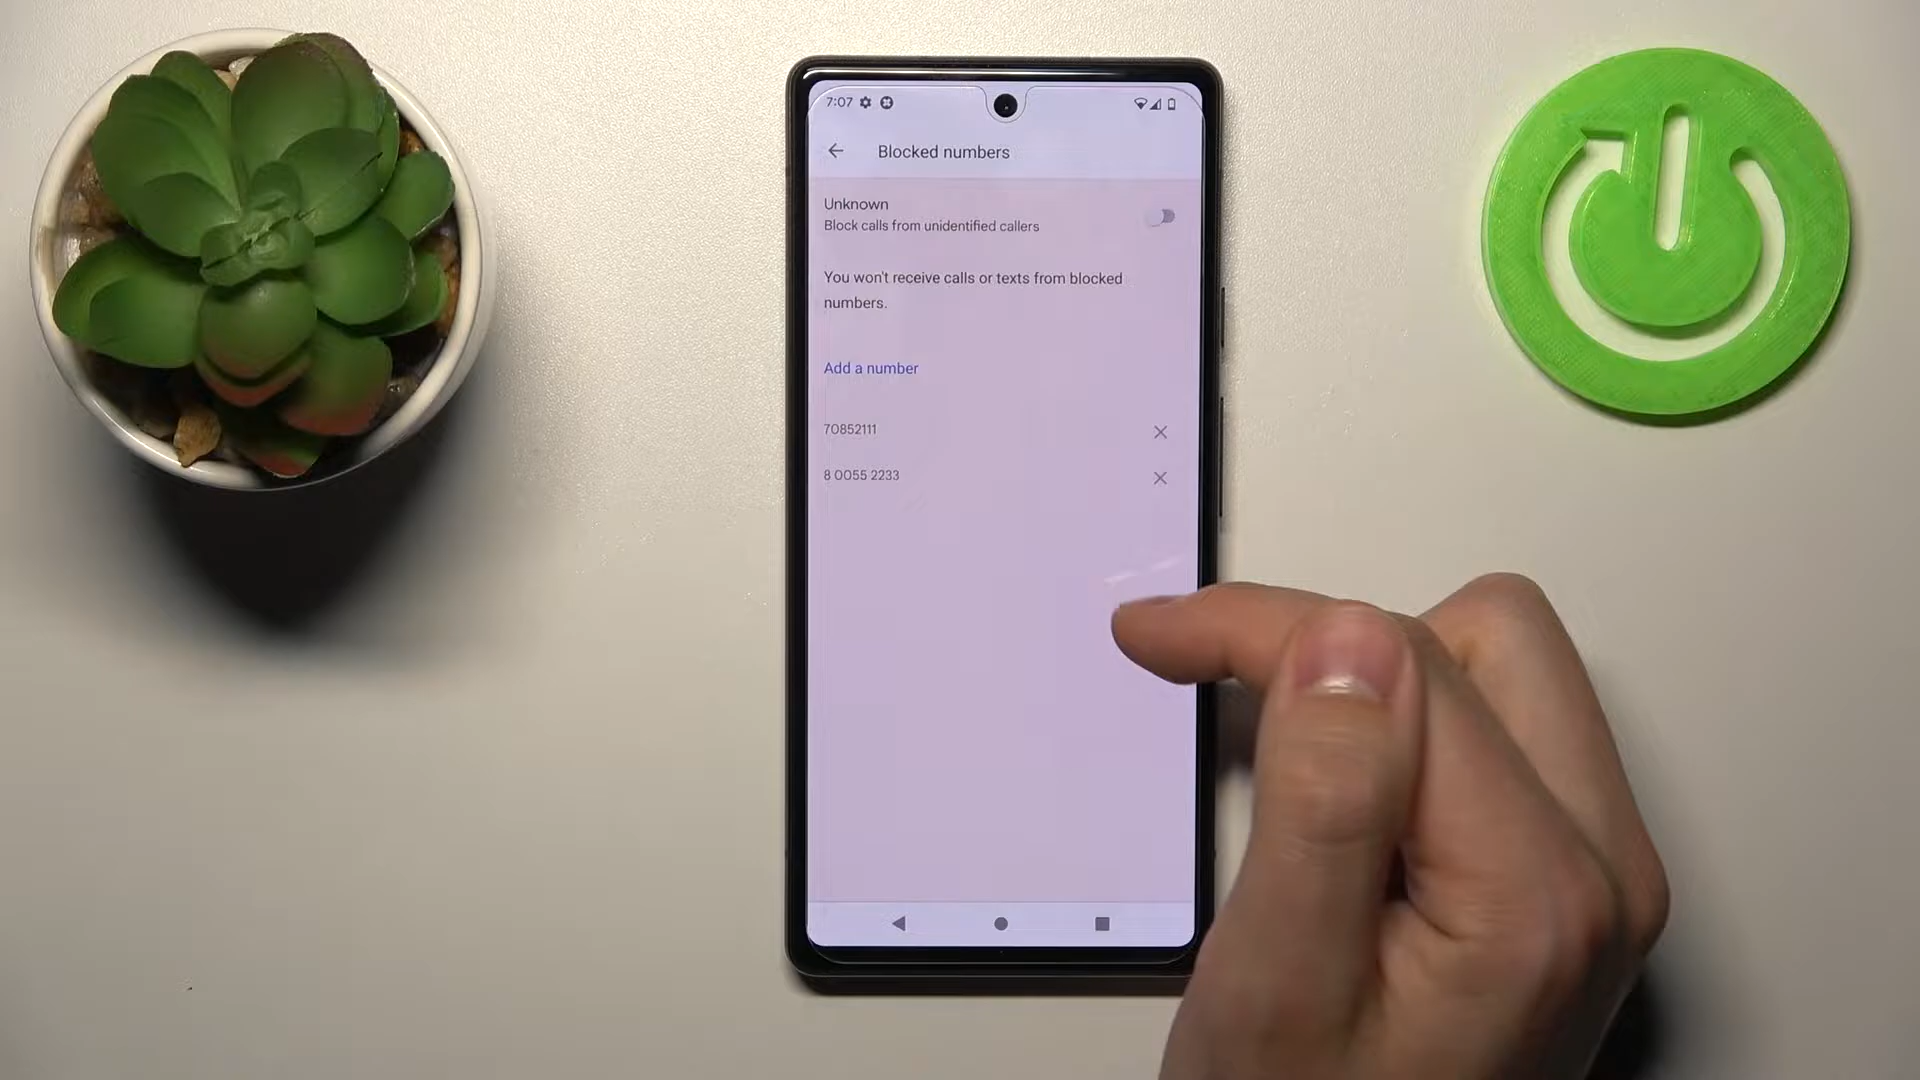 7:07
Blocked numbers
Unknown
Block calls from unidentified callers
You won't receive calls or texts from blocked
numbers.
Add a number
70852111
8 0055 2233